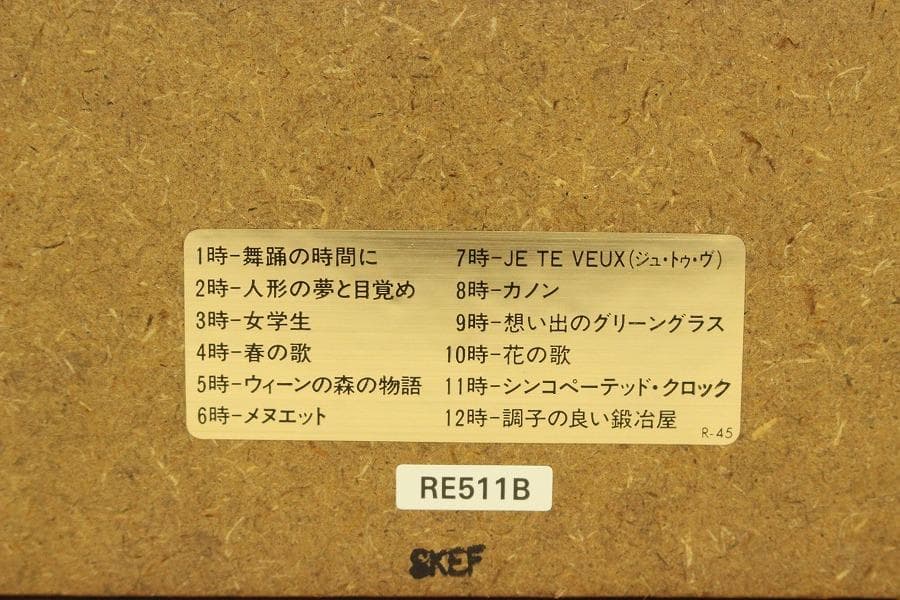 1時-舞踊の時間に
2時-人形の夢と目覚め
3時-女学生
4時-春の歌
5時-ウィーンの森の物語
6時-メヌエット
7時-JE TE VEUX(ジュ・トゥ・ヴ)
8時-カノン
9時-想い出のグリーングラス
10時-花の歌
11時-シンコペーテッド・クロック
12時-調子の良い鍛冶屋
R-45
RE511B